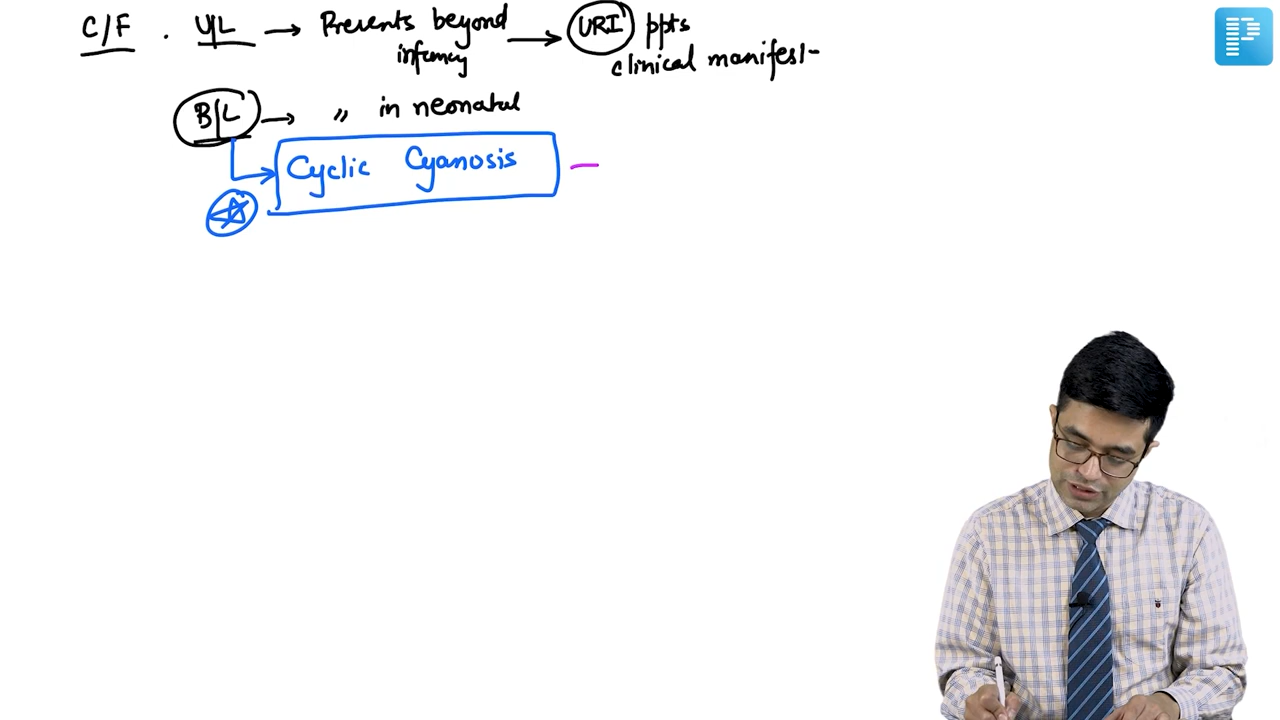 C/F . U/L → Presents beyond infancy → URI ppts clinical manifest-
B/L → " in neonatal
Cyclic Cyanosis